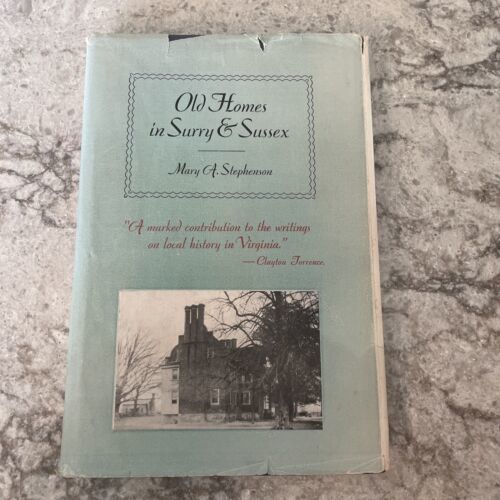 Old Homes
in Surry & Sussex
Mary A. Stephenson
"A marked contribution to the writings
on local history in Virginia."
—Clayton Torrence.